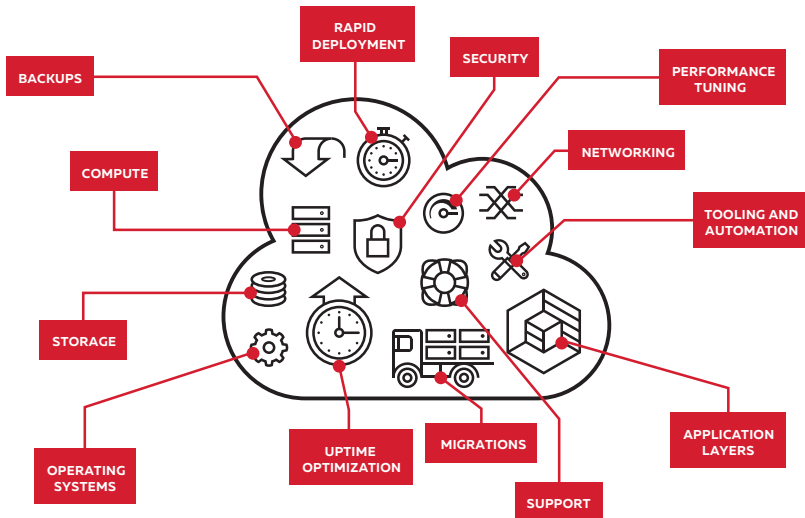 RAPID
DEPLOYMENT
BACKUPS
SECURITY
PERFORMANCE
TUNING
COMPUTE
NETWORKING
TOOLING AND
AUTOMATION
STORAGE
OPERATING
SYSTEMS
UPTIME
OPTIMIZATION
MIGRATIONS
APPLICATION
LAYERS
SUPPORT